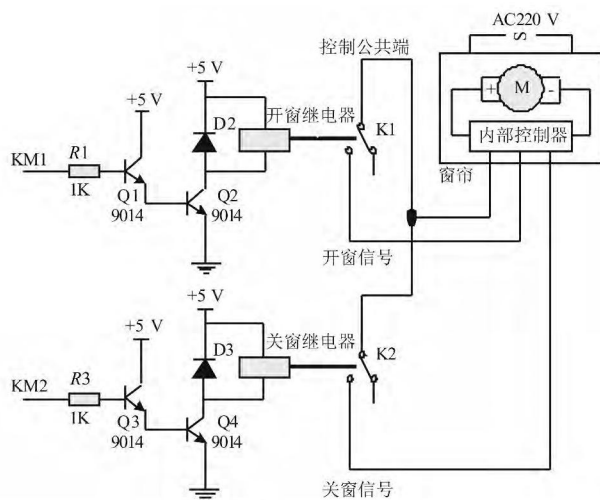 AC220 V
S
控制公共端
+5 V
M
+
-
+5 V
D2
开窗继电器
K1
内部控制器
KM1
R1
1K
Q1
9014
Q2
9014
窗帘
开窗信号
+5 V
+5 V
D3
关窗继电器
K2
KM2
R3
1K
Q3
9014
Q4
9014
关窗信号